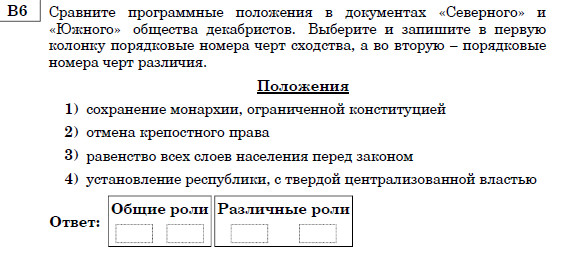 В6
Сравните программные положения в документах «Северного» и
«Южного» общества декабристов. Выберите и запишите в первую
колонку порядковые номера черт сходства, а во вторую – порядковые
номера черт различия.
Положения
1) сохранение монархии, ограниченной конституцией
2) отмена крепостного права
3) равенство всех слоев населения перед законом
4) установление республики, с твердой централизованной властью
Ответ:
Общие роли Различные роли